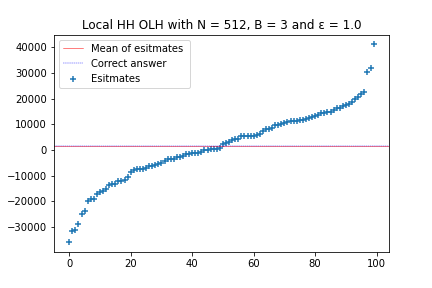 Local HH OLH with N = 512, B = 3 and ε = 1.0
Mean of esitmates
Correct answer
Esitmates
40000
30000
20000
10000
0
−10000
−20000
−30000
0 20 40 60 80 100